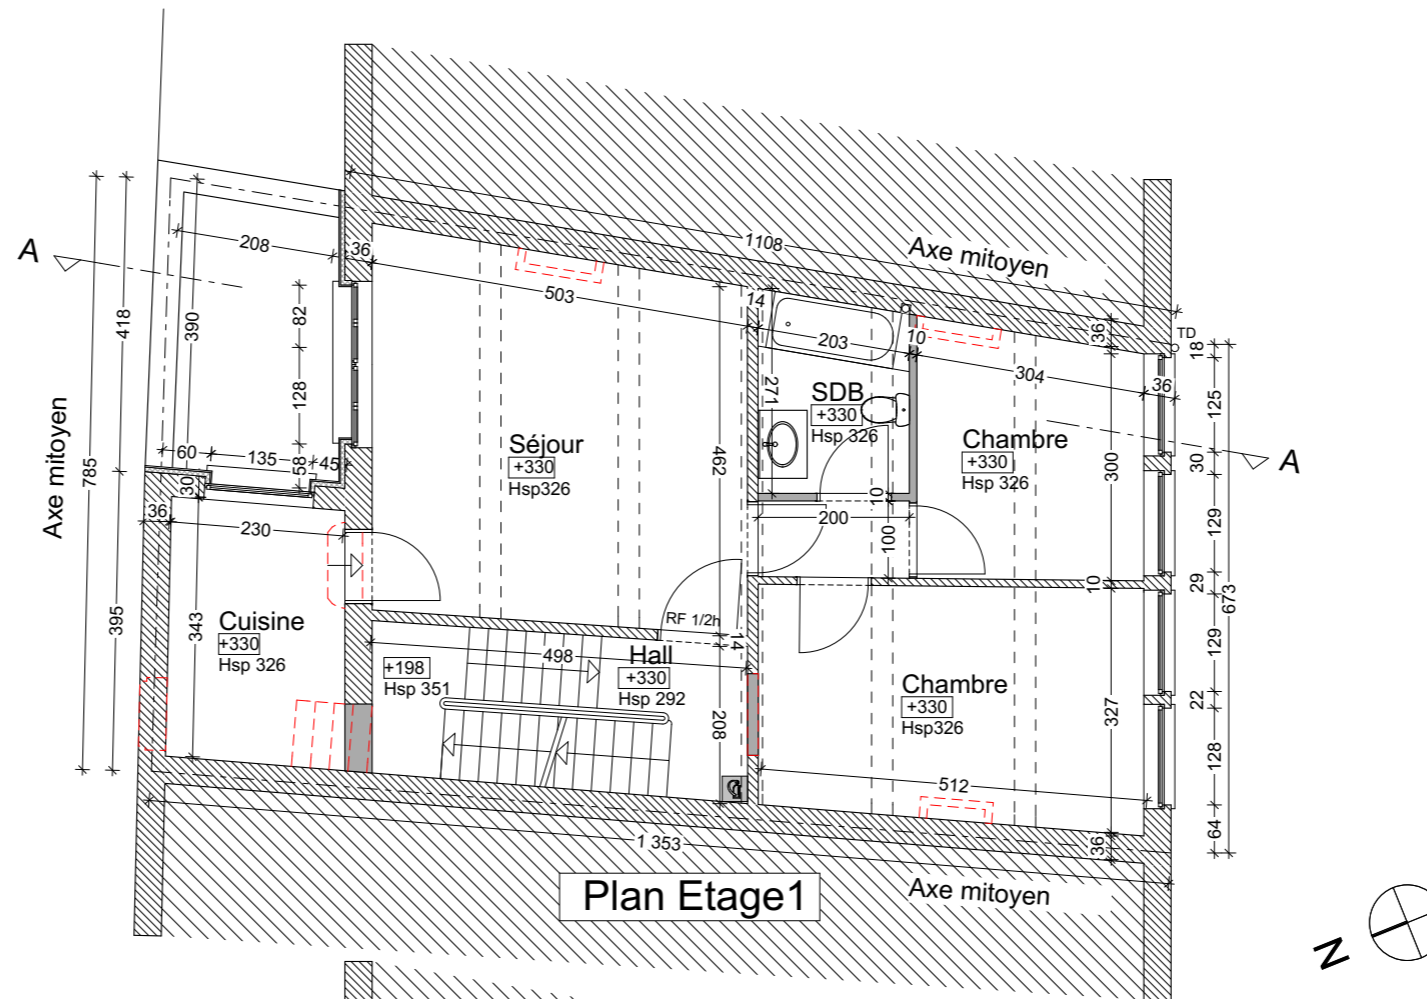 1108
Axe mitoyen
A
208
36
503
14
203
10
304
36
TD
18
36
785
418
390
82
128
58
Axe mitoyen
60
135
45
30
36
230
Séjour
+330
Hsp326
462
271
SDB
+330
Hsp 326
Chambre
+330
Hsp 326
300
125
30
A
129
29
673
10
200
100
10
395
343
Cuisine
+330
Hsp 326
RF 1/2h
14
498
+198
Hsp 351
Hall
+330
Hsp 292
208
Chambre
+330
Hsp326
327
129
22
128
64
512
36
1 353
Plan Etage1
Axe mitoyen
N